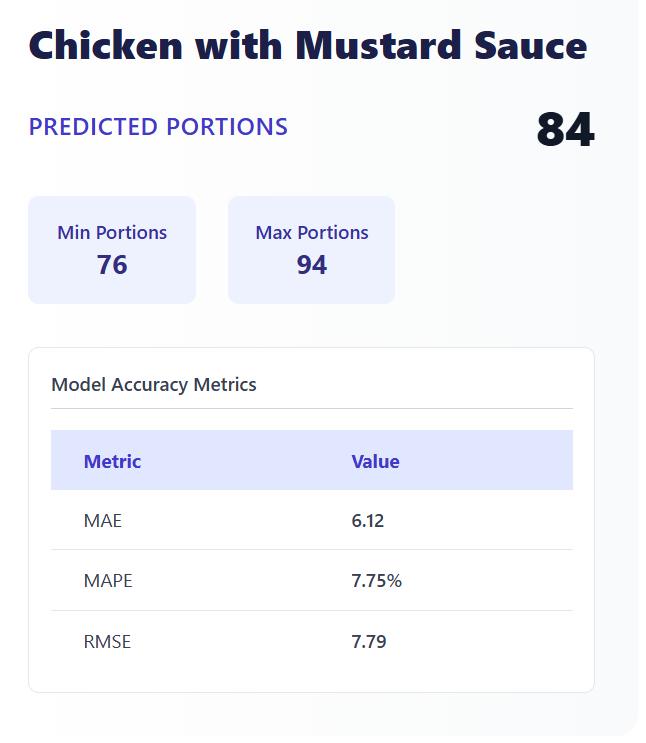 Chicken with Mustard Sauce
PREDICTED PORTIONS 84
Min Portions Max Portions
76 94
Model Accuracy Metrics
Metric Value
MAE 6.12
MAPE 7.75%
RMSE 7.79